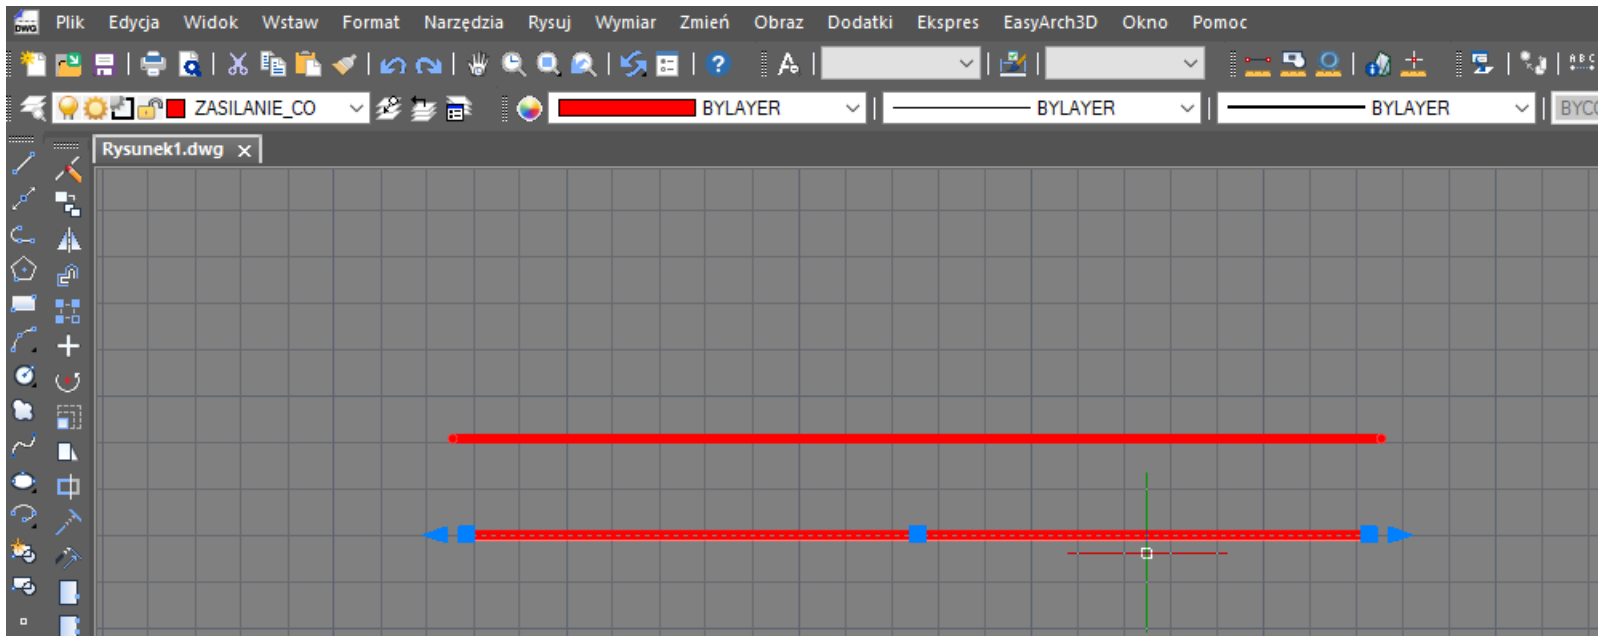 Plik Edycja Widok Wstaw Format Narzędzia Rysuj Wymiar Zmień Obraz Dodatki Ekspres EasyArch3D Okno Pomoc
ZASILANIE_CO BYLAYER BYLAYER BYLAYER BYCO
Rysunek1.dwg